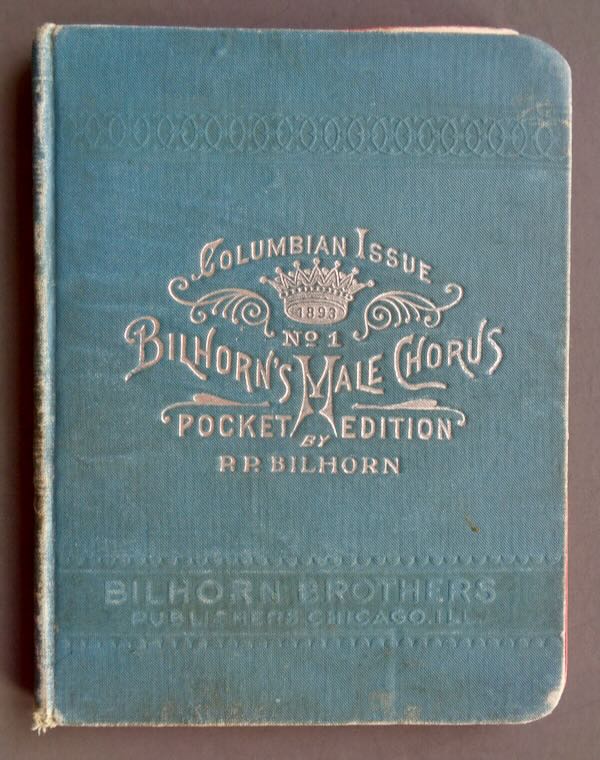 COLUMBIAN ISSUE
1893
No 1
BILHORN'S MALE CHORUS
POCKET EDITION
BY
P.P. BILHORN
BILHORN BROTHERS
PUBLISHERS CHICAGO, ILL.